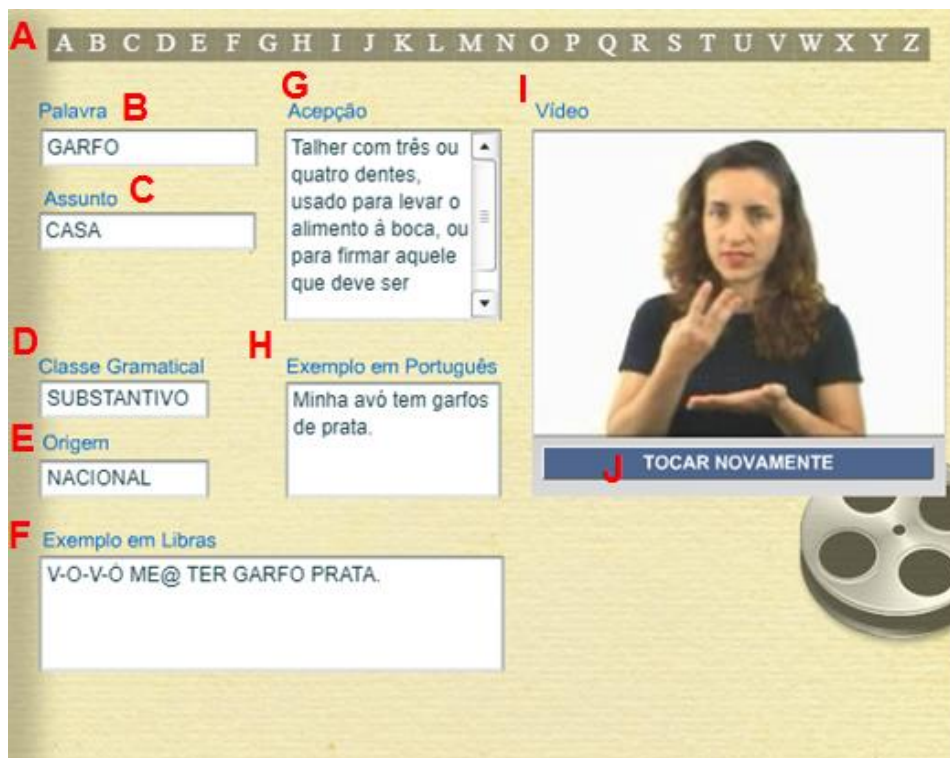 A
A B C D E F G H I J K L M N O P Q R S T U V W X Y Z
Palavra B
GARFO
Assunto C
CASA
G
Acepção
Talher com três ou
quatro dentes,
usado para levar o
alimento à boca, ou
para firmar aquele
que deve ser
I
Vídeo
D
Classe Gramatical
SUBSTANTIVO
E
Origem
NACIONAL
H
Exemplo em Português
Minha avó tem garfos
de prata.
J TOCAR NOVAMENTE
F
Exemplo em Libras
V-O-V-Ó ME@ TER GARFO PRATA.